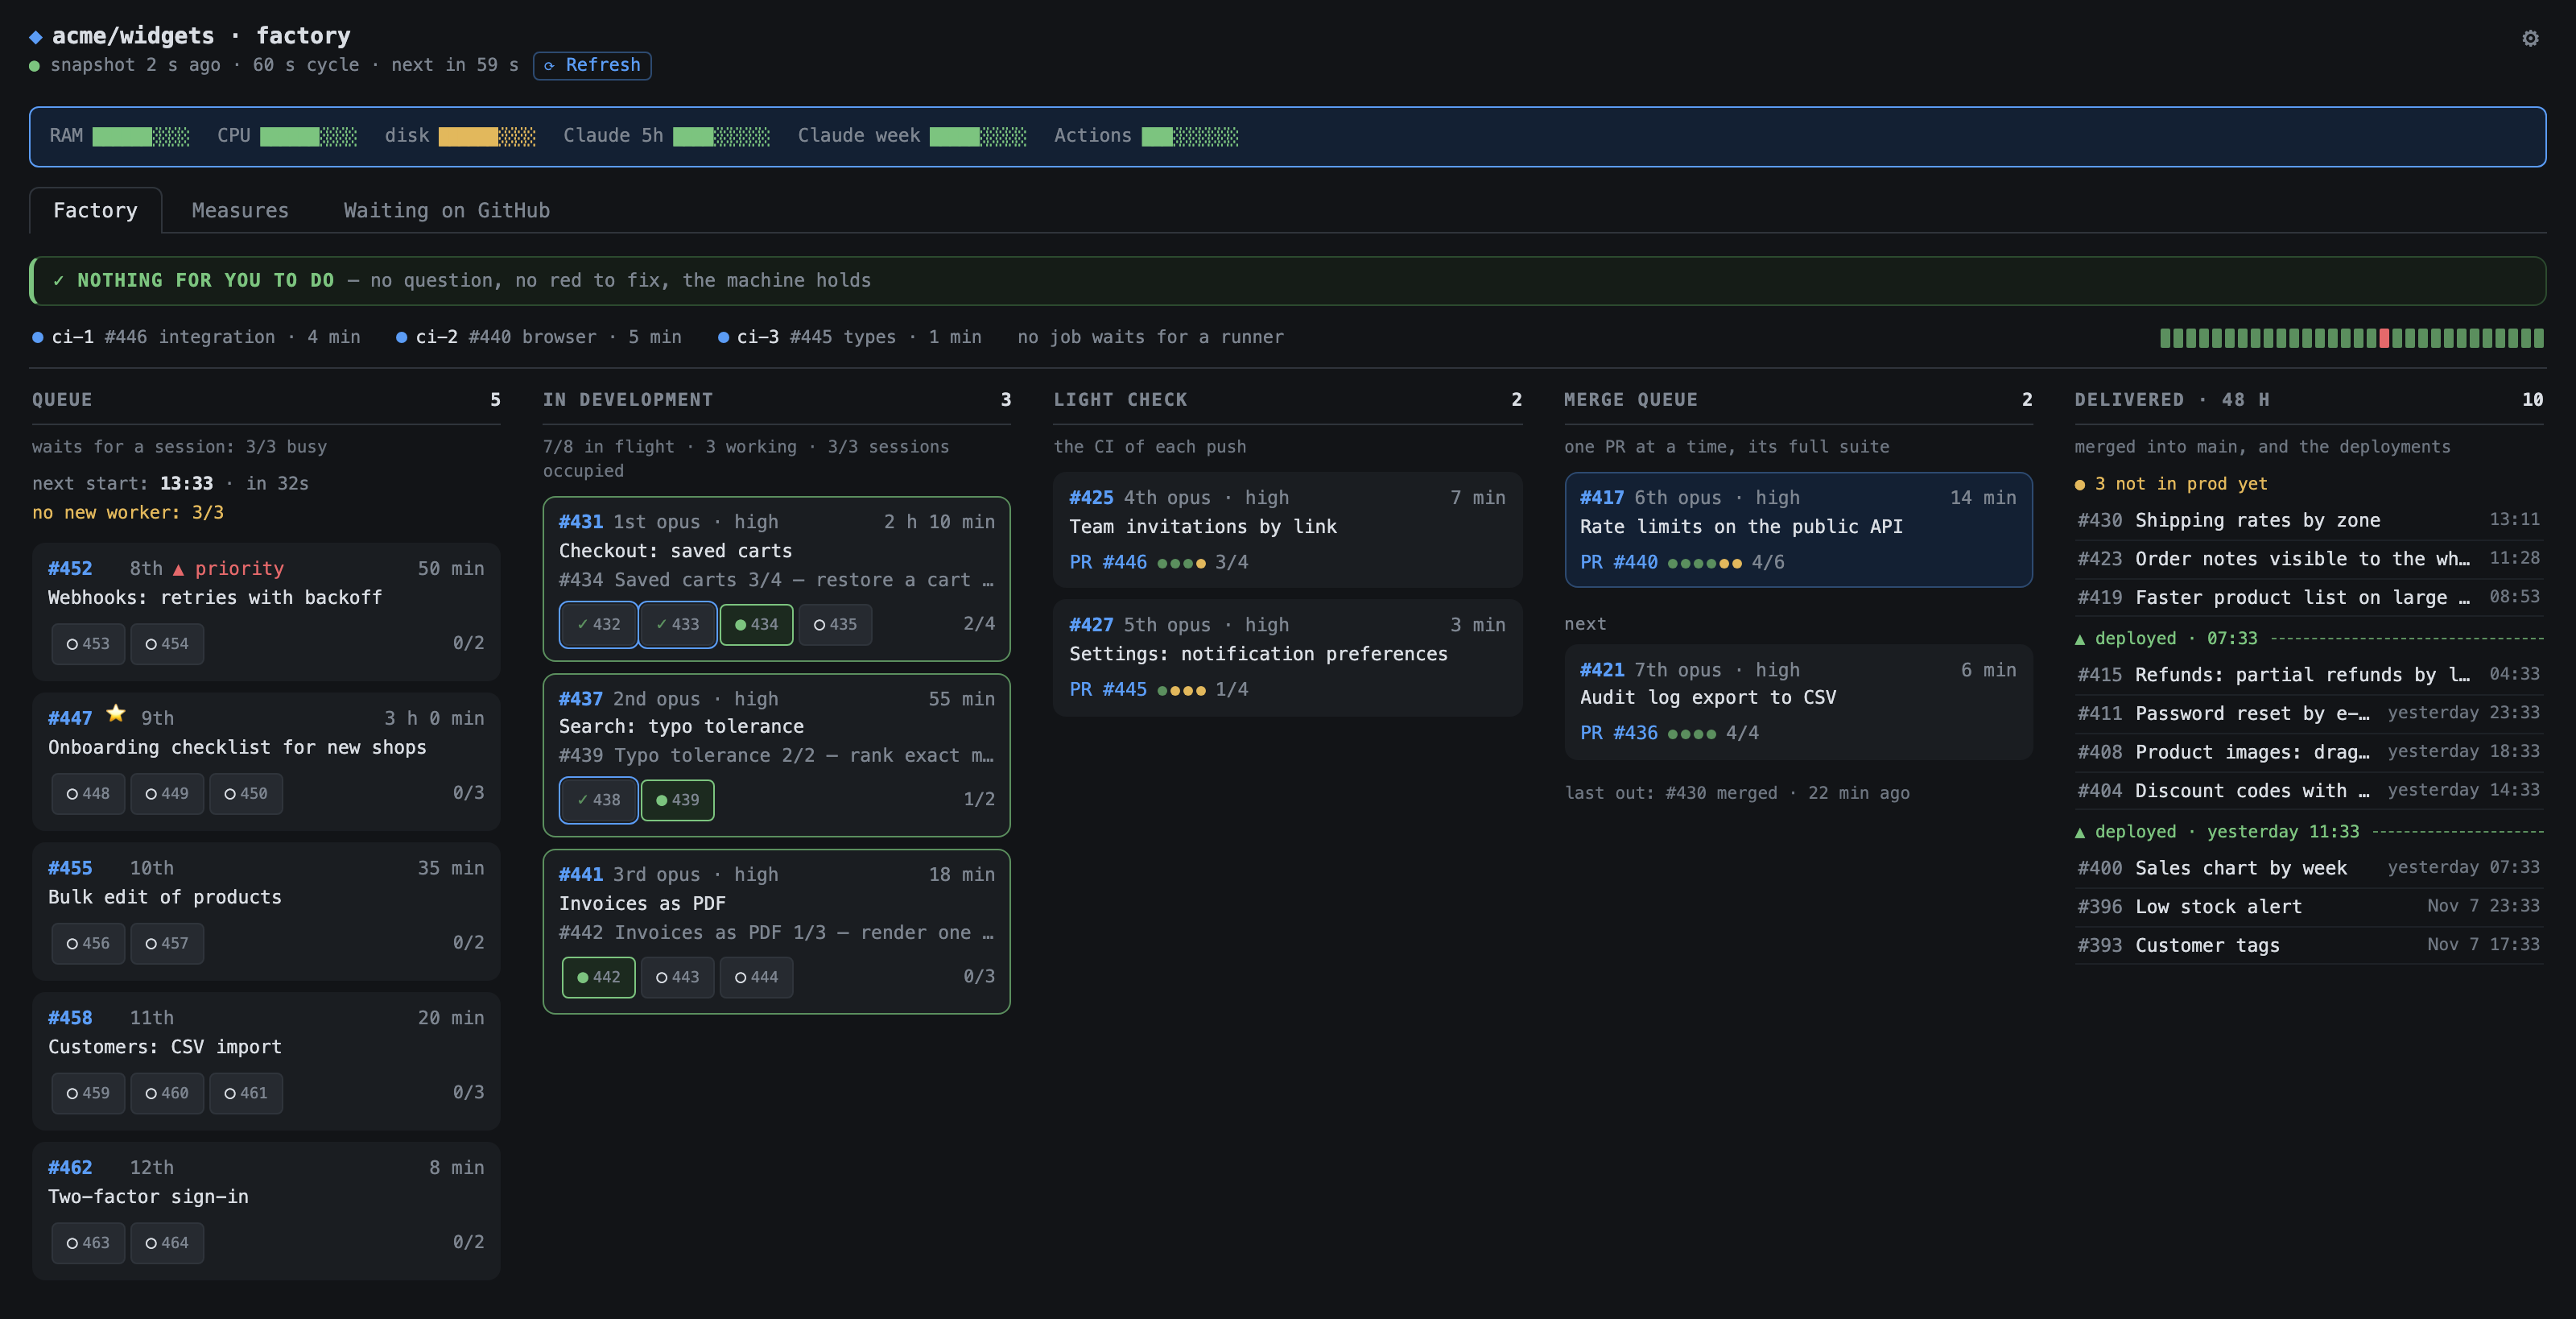 ◆ acme/widgets · factory
⚙
● snapshot 2 s ago · 60 s cycle · next in 59 s ⟳ Refresh
RAM CPU disk Claude 5h Claude week Actions
Factory Measures Waiting on GitHub
✓ NOTHING FOR YOU TO DO — no question, no red to fix, the machine holds
● ci-1 #446 integration · 4 min ● ci-2 #440 browser · 5 min ● ci-3 #445 types · 1 min no job waits for a runner
QUEUE 5
waits for a session: 3/3 busy
next start: 13:33 · in 32s
no new worker: 3/3
#452 8th ▲ priority 50 min
Webhooks: retries with backoff
○ 453 ○ 454 0/2
#447 ⭐ 9th 3 h 0 min
Onboarding checklist for new shops
○ 448 ○ 449 ○ 450 0/3
#455 10th 35 min
Bulk edit of products
○ 456 ○ 457 0/2
#458 11th 20 min
Customers: CSV import
○ 459 ○ 460 ○ 461 0/3
#462 12th 8 min
Two-factor sign-in
○ 463 ○ 464 0/2
IN DEVELOPMENT 3
7/8 in flight · 3 working · 3/3 sessions
occupied
#431 1st opus · high 2 h 10 min
Checkout: saved carts
#434 Saved carts 3/4 — restore a cart …
✓ 432 ✓ 433 ● 434 ○ 435 2/4
#437 2nd opus · high 55 min
Search: typo tolerance
#439 Typo tolerance 2/2 — rank exact m…
✓ 438 ● 439 1/2
#441 3rd opus · high 18 min
Invoices as PDF
#442 Invoices as PDF 1/3 — render one …
● 442 ○ 443 ○ 444 0/3
LIGHT CHECK 2
the CI of each push
#425 4th opus · high 7 min
Team invitations by link
PR #446 ●●●● 3/4
#427 5th opus · high 3 min
Settings: notification preferences
PR #445 ●●●● 1/4
MERGE QUEUE 2
one PR at a time, its full suite
#417 6th opus · high 14 min
Rate limits on the public API
PR #440 ●●●●●● 4/6
next
#421 7th opus · high 6 min
Audit log export to CSV
PR #436 ●●●● 4/4
last out: #430 merged · 22 min ago
DELIVERED · 48 H 10
merged into main, and the deployments
● 3 not in prod yet
#430 Shipping rates by zone 13:11
#423 Order notes visible to the wh… 11:28
#419 Faster product list on large … 08:53
▲ deployed · 07:33
#415 Refunds: partial refunds by l… 04:33
#411 Password reset by e-… yesterday 23:33
#408 Product images: drag… yesterday 18:33
#404 Discount codes with … yesterday 14:33
▲ deployed · yesterday 11:33
#400 Sales chart by week yesterday 07:33
#396 Low stock alert Nov 7 23:33
#393 Customer tags Nov 7 17:33